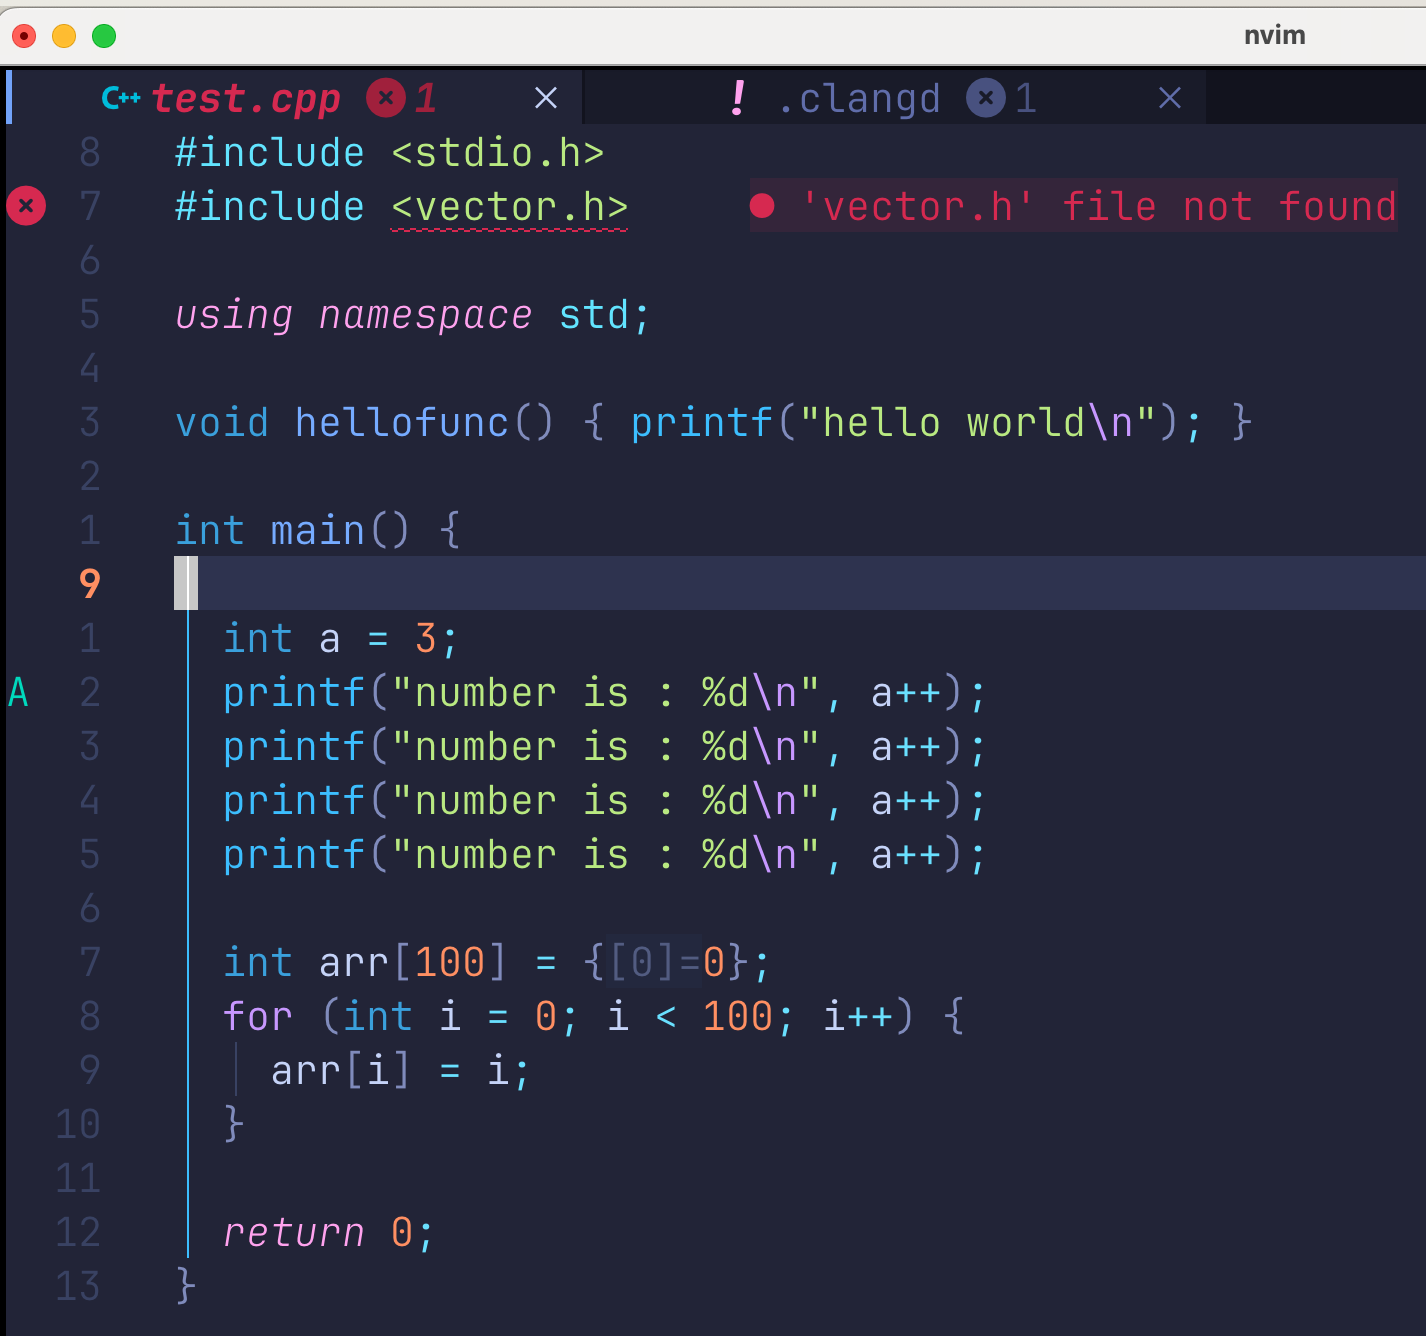 nvim
C++ test.cpp 1 × ! .clangd 1 ×
8 #include <stdio.h>
7 #include <vector.h> 'vector.h' file not found
6
5 using namespace std;
4
3 void hellofunc() { printf("hello world\n"); }
2
1 int main() {
9
1 int a = 3;
A 2 printf("number is : %d\n", a++);
3 printf("number is : %d\n", a++);
4 printf("number is : %d\n", a++);
5 printf("number is : %d\n", a++);
6
7 int arr[100] = {[0]=0};
8 for (int i = 0; i < 100; i++) {
9 arr[i] = i;
10 }
11
12 return 0;
13 }